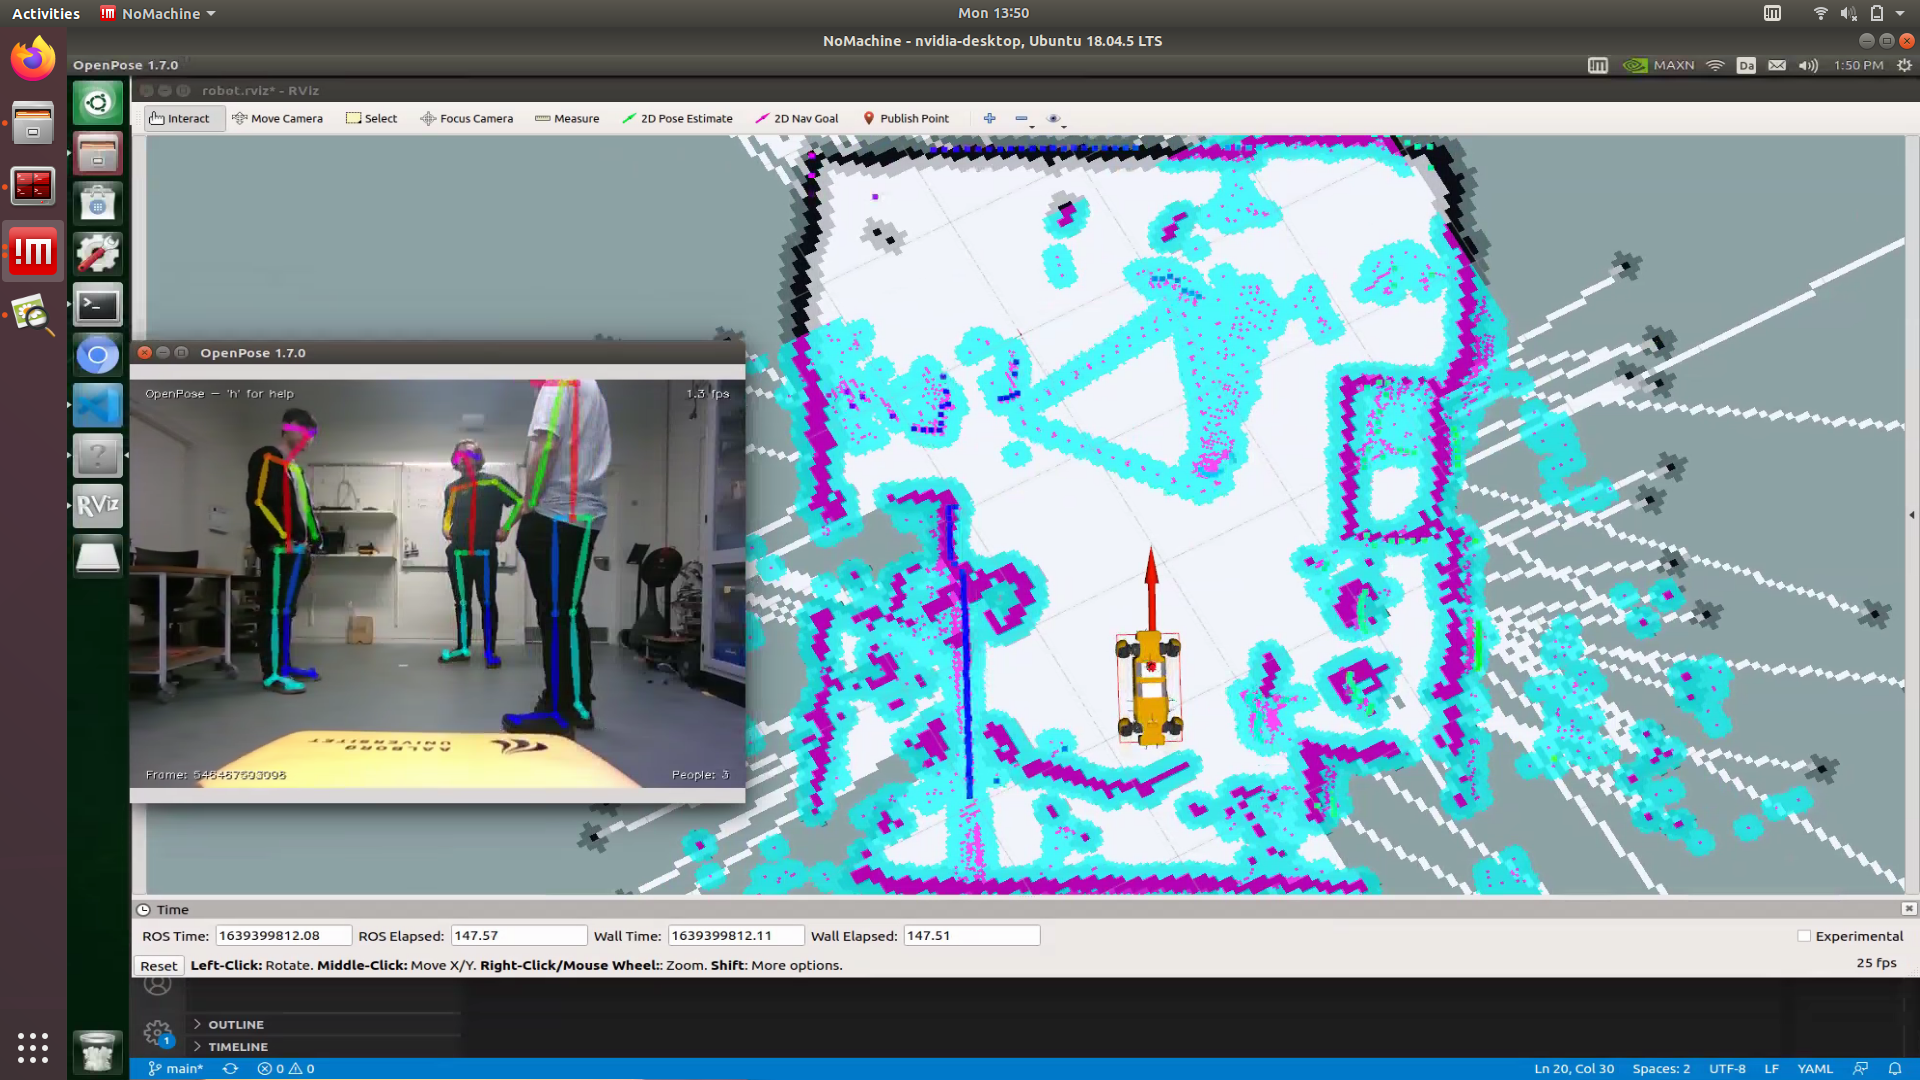 Activities
NoMachine
Mon 13:50
NoMachine - nvidia-desktop, Ubuntu 18.04.5 LTS
OpenPose 1.7.0
MAXN
Da
1:50 PM
robot.rviz* - RViz
Interact
Move Camera
Select
Focus Camera
Measure
2D Pose Estimate
2D Nav Goal
Publish Point
!M
RViz
OpenPose 1.7.0
OpenPose - 'h' for help
1.3 fps
AALBORG
UNIVERSITET
People: 3
Time
ROS Time: 1639399812.08
ROS Elapsed: 147.57
Wall Time: 1639399812.11
Wall Elapsed: 147.51
Experimental
Reset
Left-Click: Rotate. Middle-Click: Move X/Y. Right-Click/Mouse Wheel:: Zoom. Shift: More options.
25 fps
OUTLINE
1
TIMELINE
main*
0
0
Ln 20, Col 30
Spaces: 2
UTF-8
LF
YAML